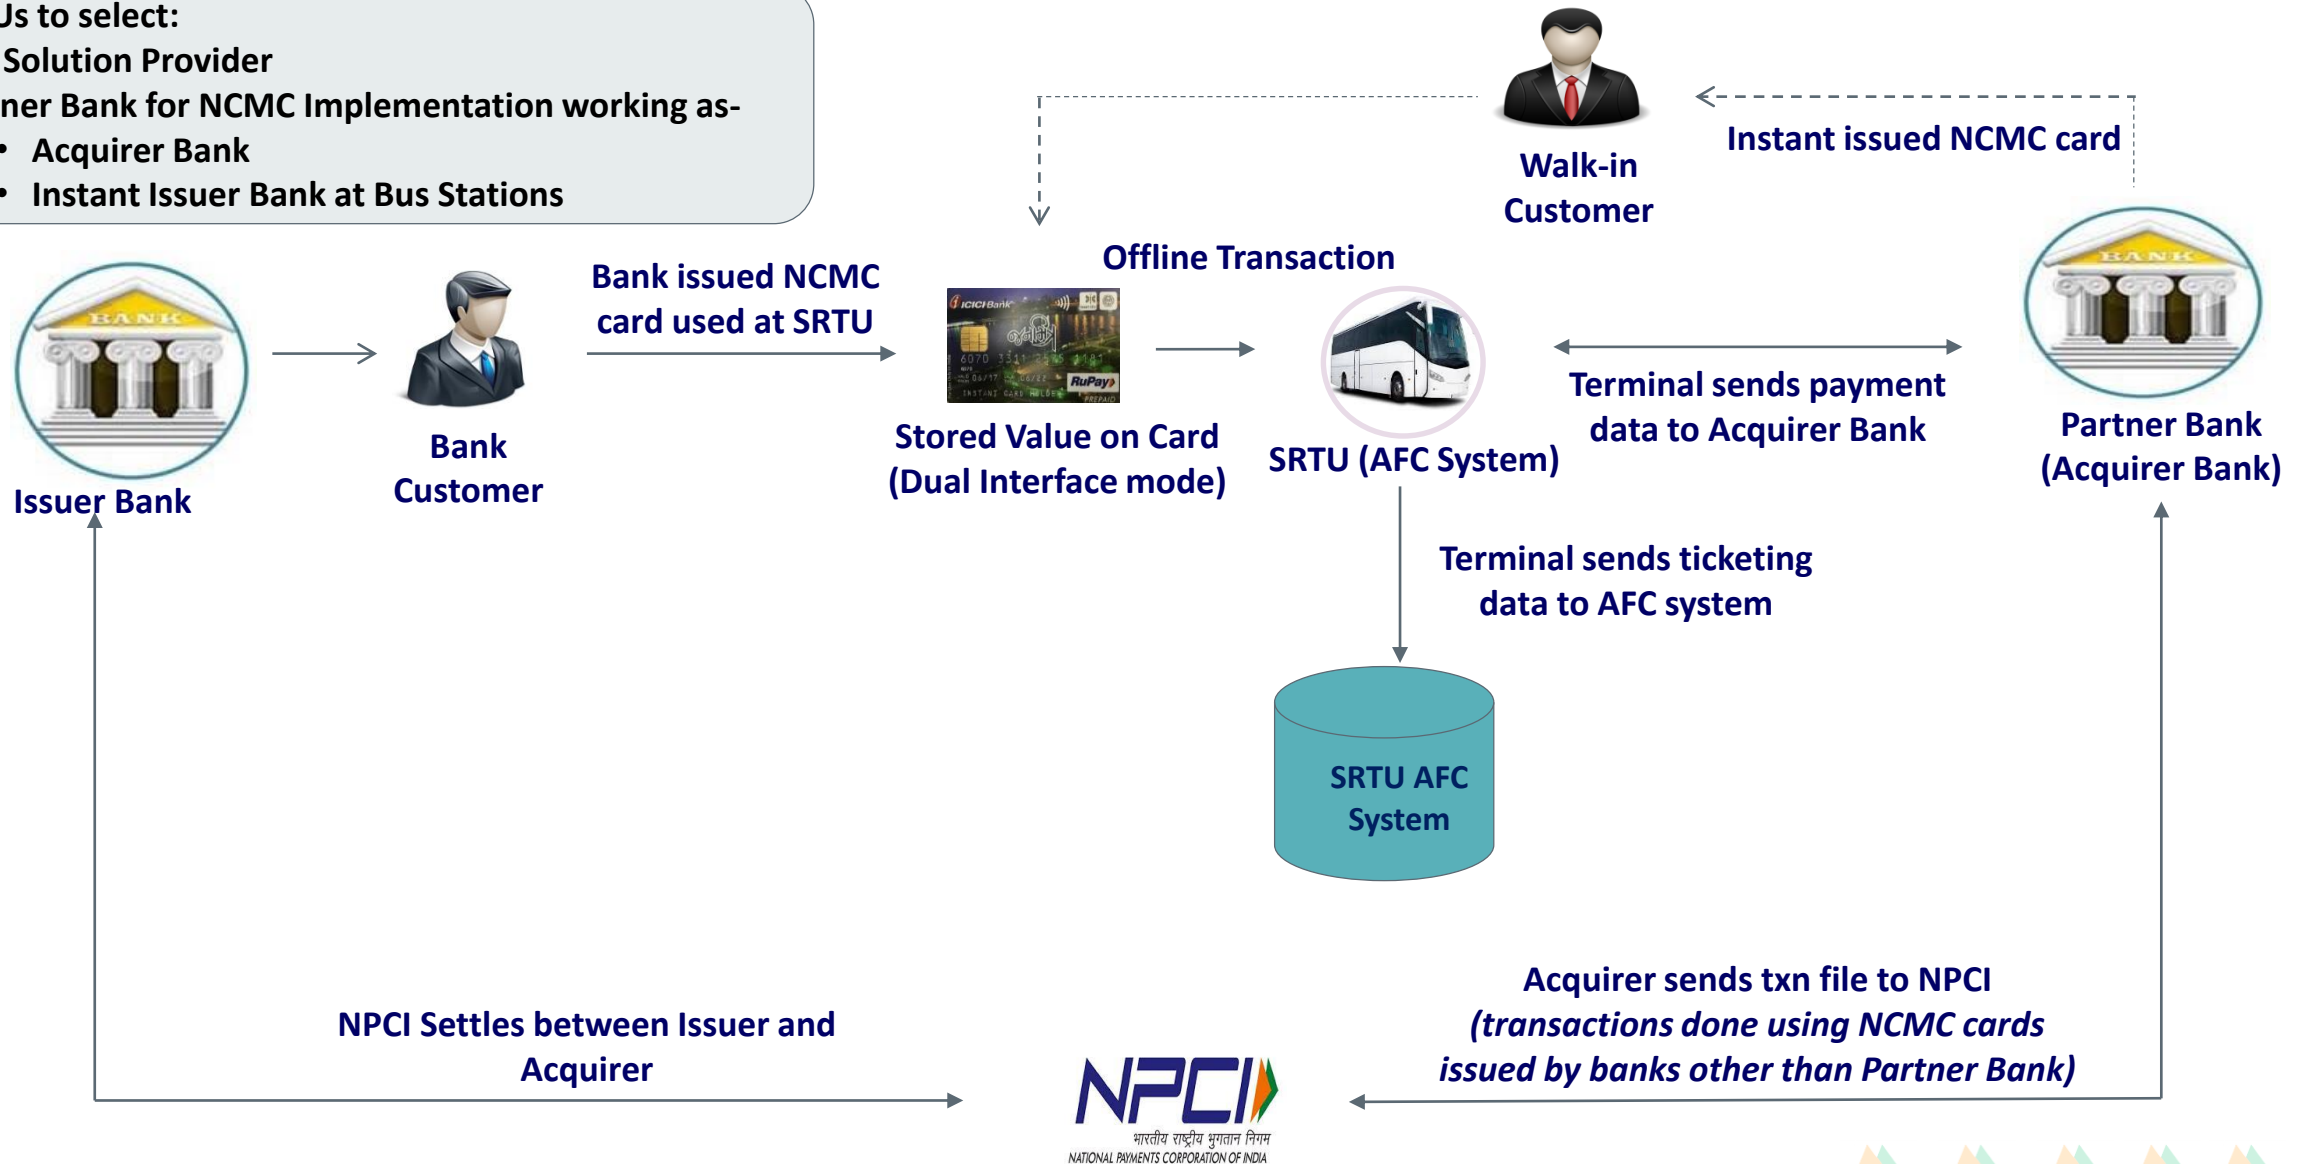 Us to select:
Solution Provider
ner Bank for NCMC Implementation working as-
• Acquirer Bank
• Instant Issuer Bank at Bus Stations
Walk-in
Customer
Instant issued NCMC card
Offline Transaction
Bank issued NCMC
card used at SRTU
BANK
BANK
ICICI Bank
RuPay
PREPAID
Issuer Bank
Bank
Customer
Stored Value on Card
(Dual Interface mode)
SRTU (AFC System)
Terminal sends payment
data to Acquirer Bank
Partner Bank
(Acquirer Bank)
Terminal sends ticketing
data to AFC system
SRTU AFC
System
NPCI Settles between Issuer and
Acquirer
Acquirer sends txn file to NPCI
(transactions done using NCMC cards
issued by banks other than Partner Bank)
NPCI
भारतीय राष्ट्रीय भुगतान निगम
NATIONAL PAYMENTS CORPORATION OF INDIA